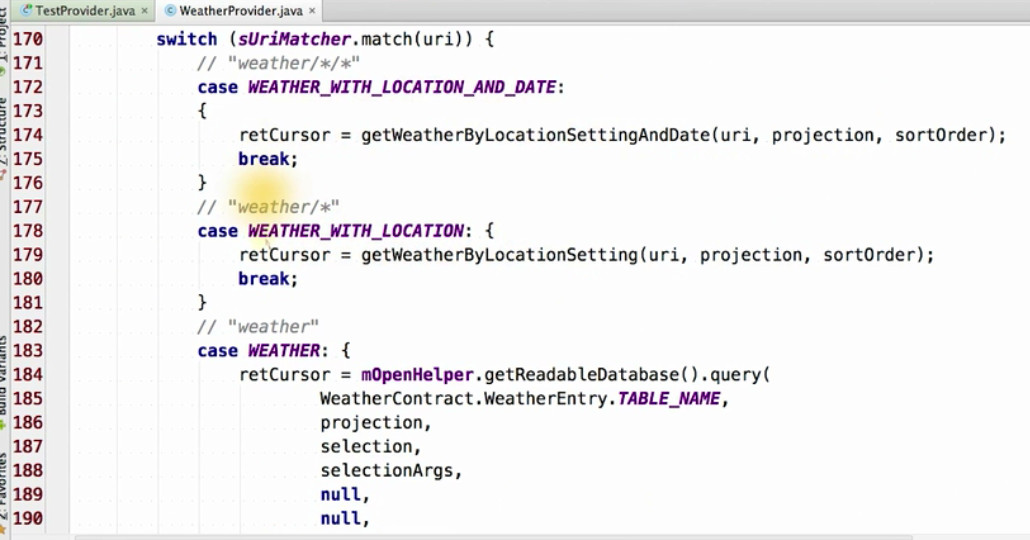 TestProvider.java × WeatherProvider.java ×
1: Project
170 switch (sUriMatcher.match(uri)) {
171 // "weather/*/*"
172 case WEATHER_WITH_LOCATION_AND_DATE:
173 {
174 retCursor = getWeatherByLocationSettingAndDate(uri, projection, sortOrder);
175 break;
176 }
177 // "weather/*"
178 case WEATHER_WITH_LOCATION: {
179 retCursor = getWeatherByLocationSetting(uri, projection, sortOrder);
180 break;
181 }
182 // "weather"
183 case WEATHER: {
184 retCursor = mOpenHelper.getReadableDatabase().query(
185 WeatherContract.WeatherEntry.TABLE_NAME,
186 projection,
187 selection,
188 selectionArgs,
189 null,
190 null,
Z: Structure
Build Variants
2: Favorites